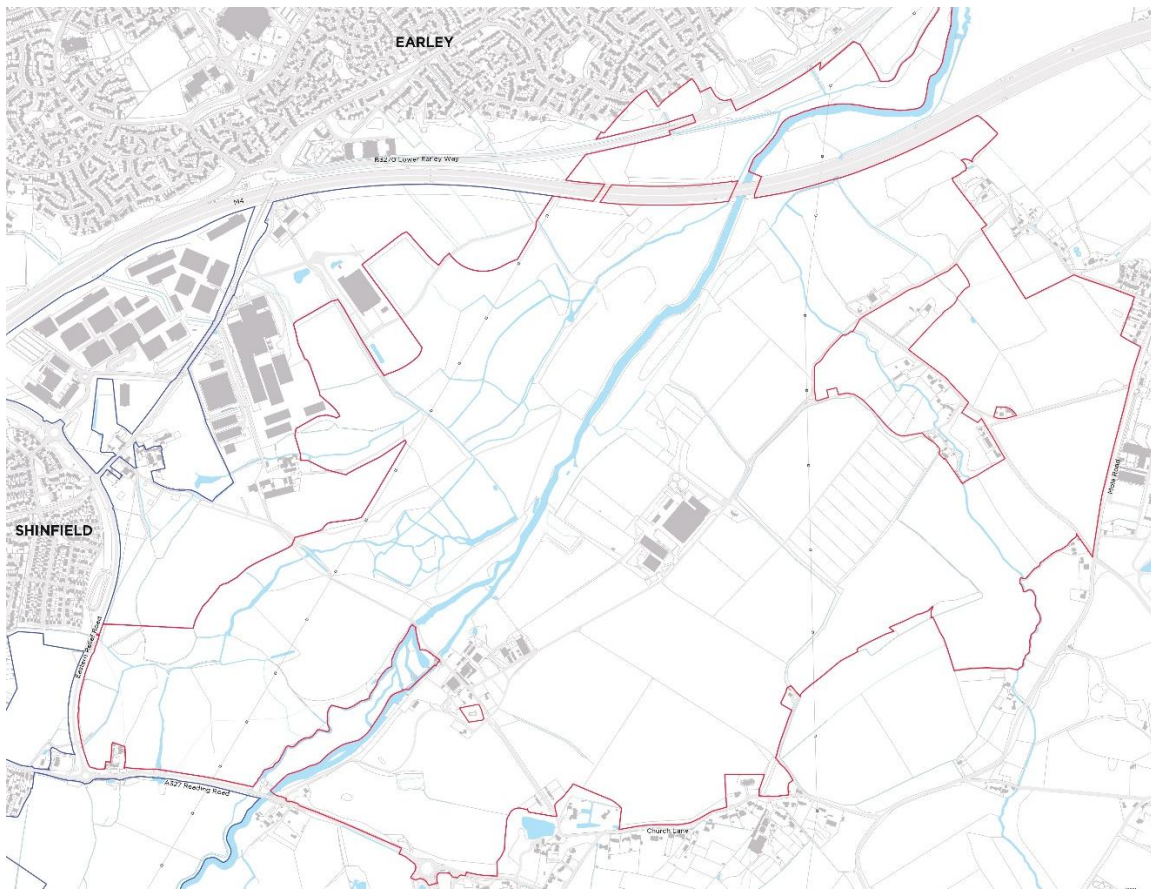 EARLEY
B3270 Lower Earley Way
M4
SHINFIELD
Mole Road
Eastern Relief Road
A327 Reading Road
Church Lane